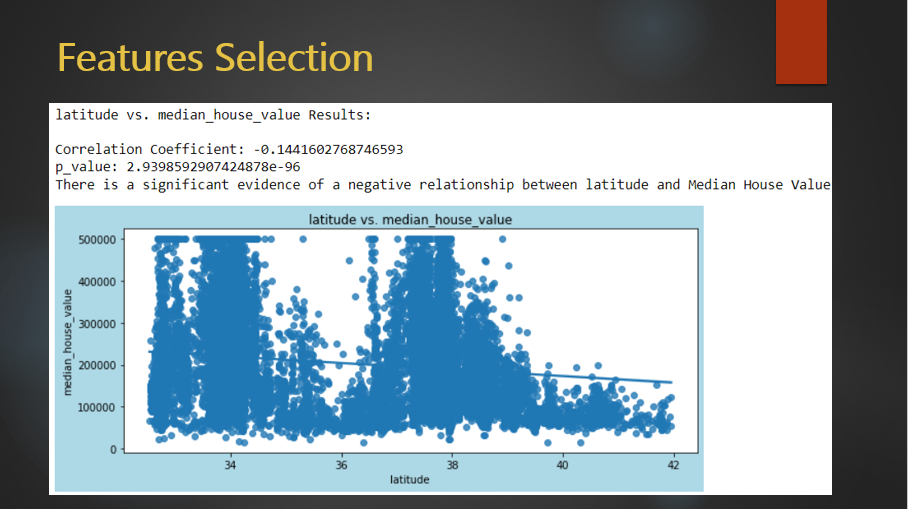 Features Selection
latitude vs. median_house_value Results:
Correlation Coefficient: -0.1441602768746593
p_value: 2.9398592907424878e-96
There is a significant evidence of a negative relationship between latitude and Median House Value
latitude vs. median_house_value
500000
400000
300000
200000
100000
0
median_house_value
34 36 38 40 42
latitude